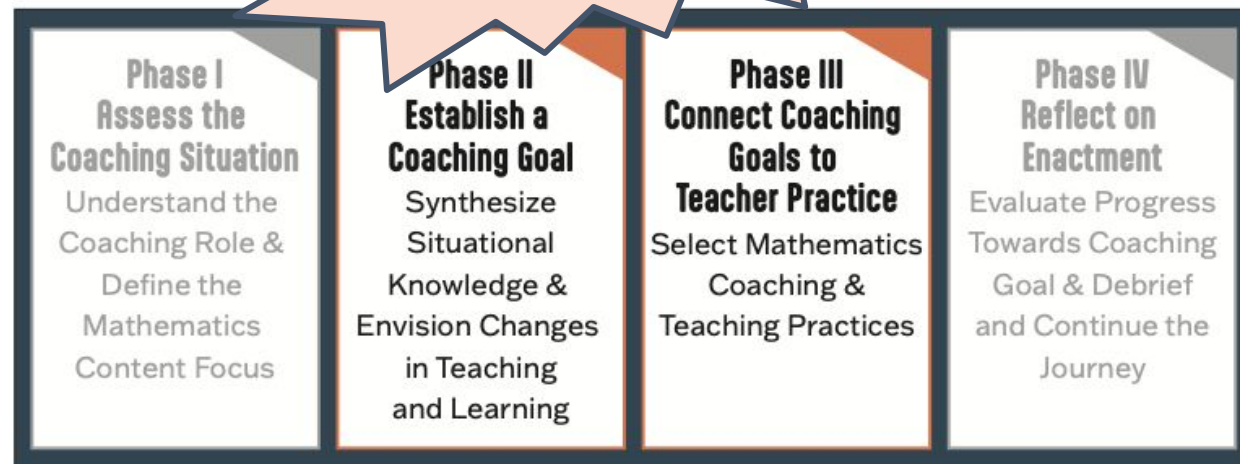 Phase I
Assess the
Coaching Situation
Understand the
Coaching Role &
Define the
Mathematics
Content Focus
Phase II
Establish a
Coaching Goal
Synthesize
Situational
Knowledge &
Envision Changes
in Teaching
and Learning
Phase III
Connect Coaching
Goals to
Teacher Practice
Select Mathematics
Coaching &
Teaching Practices
Phase IV
Reflect on
Enactment
Evaluate Progress
Towards Coaching
Goal & Debrief
and Continue the
Journey